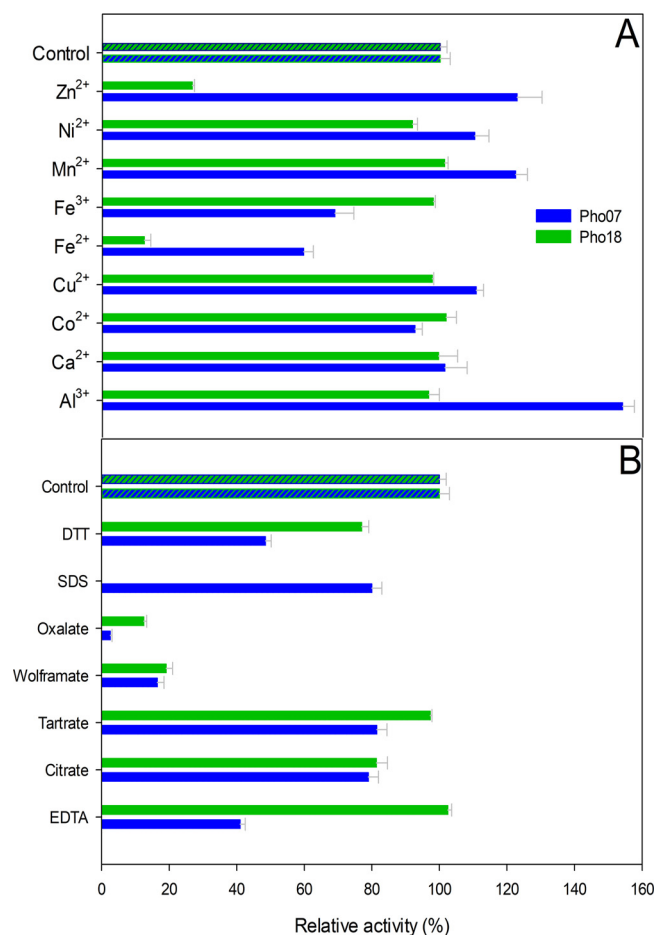 A
Control
Zn2+
Ni2+
Mn2+
Fe3+
Pho07
Pho18
Fe2+
Cu2+
Co2+
Ca2+
Al3+
B
Control
DTT
SDS
Oxalate
Wolframate
Tartrate
Citrate
EDTA
0 20 40 60 80 100 120 140 160
Relative activity (%)